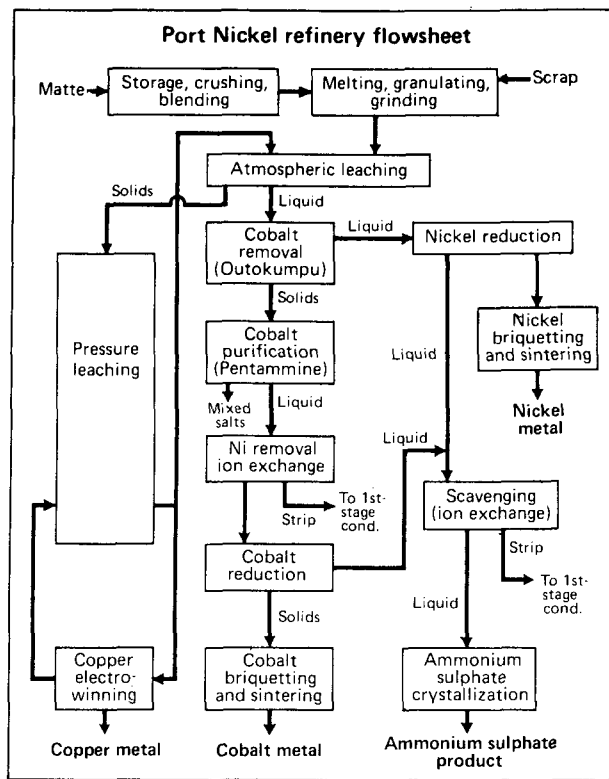 Port Nickel refinery flowsheet
Matte
Storage, crushing,
blending
Melting, granulating,
grinding
Scrap
Atmospheric leaching
Solids
Liquid
Cobalt
removal
(Outokumpu)
Liquid
Nickel reduction
Solids
Pressure
leaching
Cobalt
purification
(Pentammine)
Liquid
Nickel
briquetting
and sintering
Mixed
salts
Liquid
Nickel
metal
Liquid
Ni removal
ion exchange
To 1st-
stage
cond.
Strip
Scavenging
(ion exchange)
Cobalt
reduction
Strip
To 1st-
stage
cond.
Solids
Liquid
Copper
electro-
winning
Cobalt
briquetting
and sintering
Ammonium
sulphate
crystallization
Copper metal
Cobalt metal
Ammonium sulphate
product